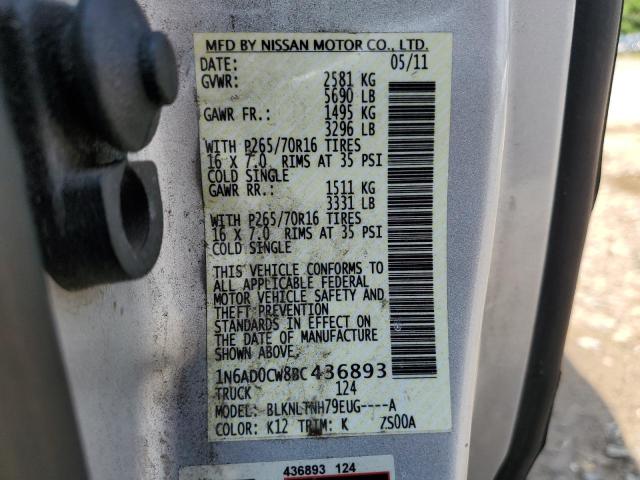 MFD BY NISSAN MOTOR CO., LTD.
DATE: 05/11
GVWR: 2581 KG
5690 LB
GAWR FR.: 1495 KG
3296 LB
WITH P265/70R16 TIRES
16 X 7.0 RIMS AT 35 PSI
COLD SINGLE
GAWR RR.: 1511 KG
3331 LB
WITH P265/70R16 TIRES
16 X 7.0 RIMS AT 35 PSI
COLD SINGLE
THIS VEHICLE CONFORMS TO
ALL APPLICABLE FEDERAL
MOTOR VEHICLE SAFETY AND
THEFT PREVENTION
STANDARDS IN EFFECT ON
THE DATE OF MANUFACTURE
SHOWN ABOVE.
1N6AD0CW8BC436893
TRUCK 124
MODEL: BLKNLTNH79EUG----A
COLOR: K12 TRIM: K ZS00A
436893 124